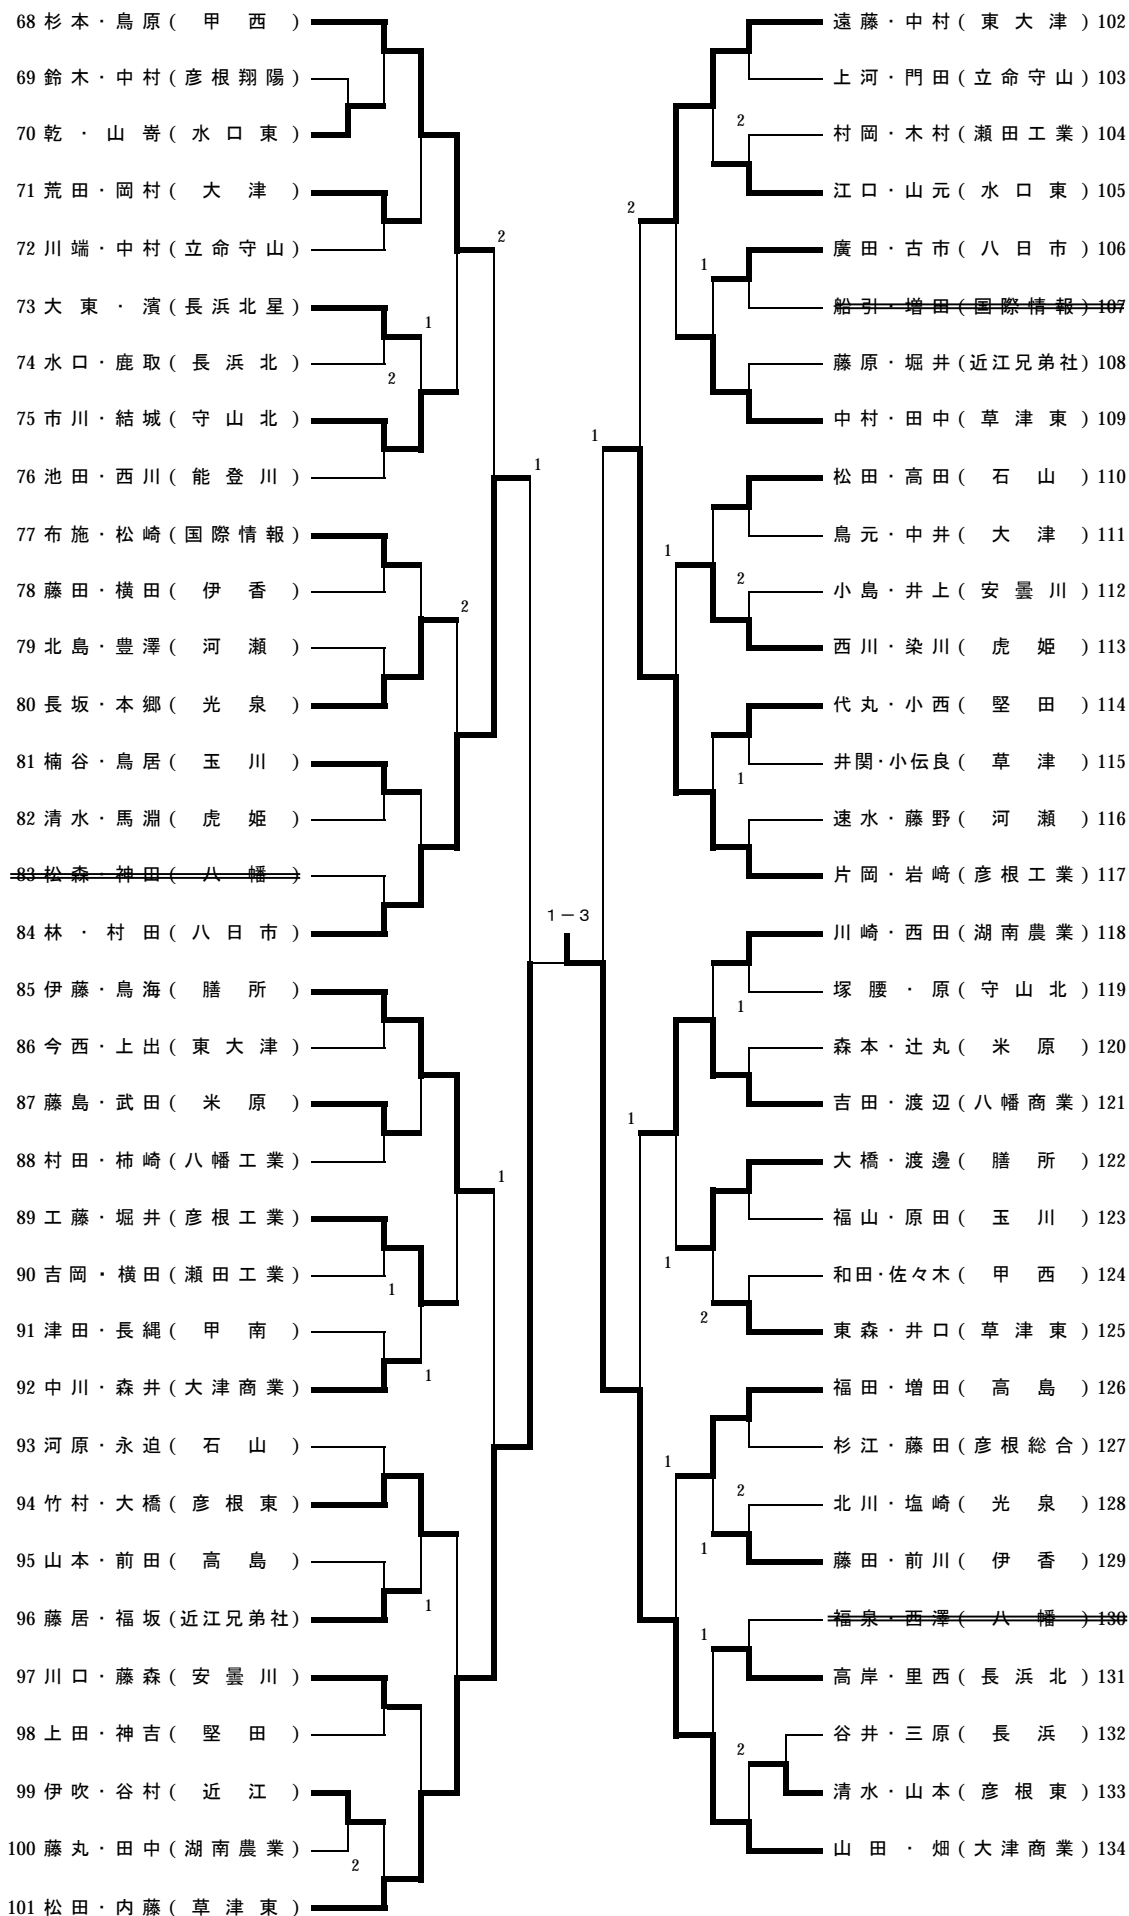 68 杉本・鳥原 ( 甲西 )
69 鈴木・中村 ( 彦根翔陽 )
70 乾・山嵜 ( 水口東 )
71 荒田・岡村 ( 大津 )
72 川端・中村 ( 立命守山 )
2
73 大東・濱 ( 長浜北星 )
1
74 水口・鹿取 ( 長浜北 )
2
75 市川・結城 ( 守山北 )
76 池田・西川 ( 能登川 )
1
77 布施・松崎 ( 国際情報 )
78 藤田・横田 ( 伊香 )
2
79 北島・豊澤 ( 河瀬 )
80 長坂・本郷 ( 光泉 )
81 楠谷・鳥居 ( 玉川 )
82 清水・馬淵 ( 虎姫 )
83 松森・神田 ( 八幡 )
84 林・村田 ( 八日市 )
85 伊藤・鳥海 ( 膳所 )
86 今西・上出 ( 東大津 )
87 藤島・武田 ( 米原 )
88 村田・柿崎 ( 八幡工業 )
1
89 工藤・堀井 ( 彦根工業 )
90 吉岡・横田 ( 瀬田工業 )
1
91 津田・長縄 ( 甲南 )
1
92 中川・森井 ( 大津商業 )
93 河原・永迫 ( 石山 )
94 竹村・大橋 ( 彦根東 )
95 山本・前田 ( 高島 )
1
96 藤居・福坂 ( 近江兄弟社 )
97 川口・藤森 ( 安曇川 )
98 上田・神吉 ( 堅田 )
99 伊吹・谷村 ( 近江 )
100 藤丸・田中 ( 湖南農業 )
2
101 松田・内藤 ( 草津東 )
1－3
遠藤・中村 ( 東大津 ) 102
上河・門田 ( 立命守山 ) 103
2
村岡・木村 ( 瀬田工業 ) 104
江口・山元 ( 水口東 ) 105
2
廣田・古市 ( 八日市 ) 106
1
船引・増田 ( 国際情報 ) 107
藤原・堀井 ( 近江兄弟社 ) 108
中村・田中 ( 草津東 ) 109
1
松田・高田 ( 石山 ) 110
鳥元・中井 ( 大津 ) 111
1
2
小島・井上 ( 安曇川 ) 112
西川・染川 ( 虎姫 ) 113
代丸・小西 ( 堅田 ) 114
井関・小伝良 ( 草津 ) 115
1
速水・藤野 ( 河瀬 ) 116
片岡・岩﨑 ( 彦根工業 ) 117
川崎・西田 ( 湖南農業 ) 118
塚腰・原 ( 守山北 ) 119
1
森本・辻丸 ( 米原 ) 120
吉田・渡辺 ( 八幡商業 ) 121
1
大橋・渡邊 ( 膳所 ) 122
福山・原田 ( 玉川 ) 123
1
和田・佐々木 ( 甲西 ) 124
2
東森・井口 ( 草津東 ) 125
福田・増田 ( 高島 ) 126
杉江・藤田 ( 彦根総合 ) 127
1
2
北川・塩崎 ( 光泉 ) 128
1
藤田・前川 ( 伊香 ) 129
福泉・西澤 ( 八幡 ) 130
1
高岸・里西 ( 長浜北 ) 131
谷井・三原 ( 長浜 ) 132
2
清水・山本 ( 彦根東 ) 133
山田・畑 ( 大津商業 ) 134